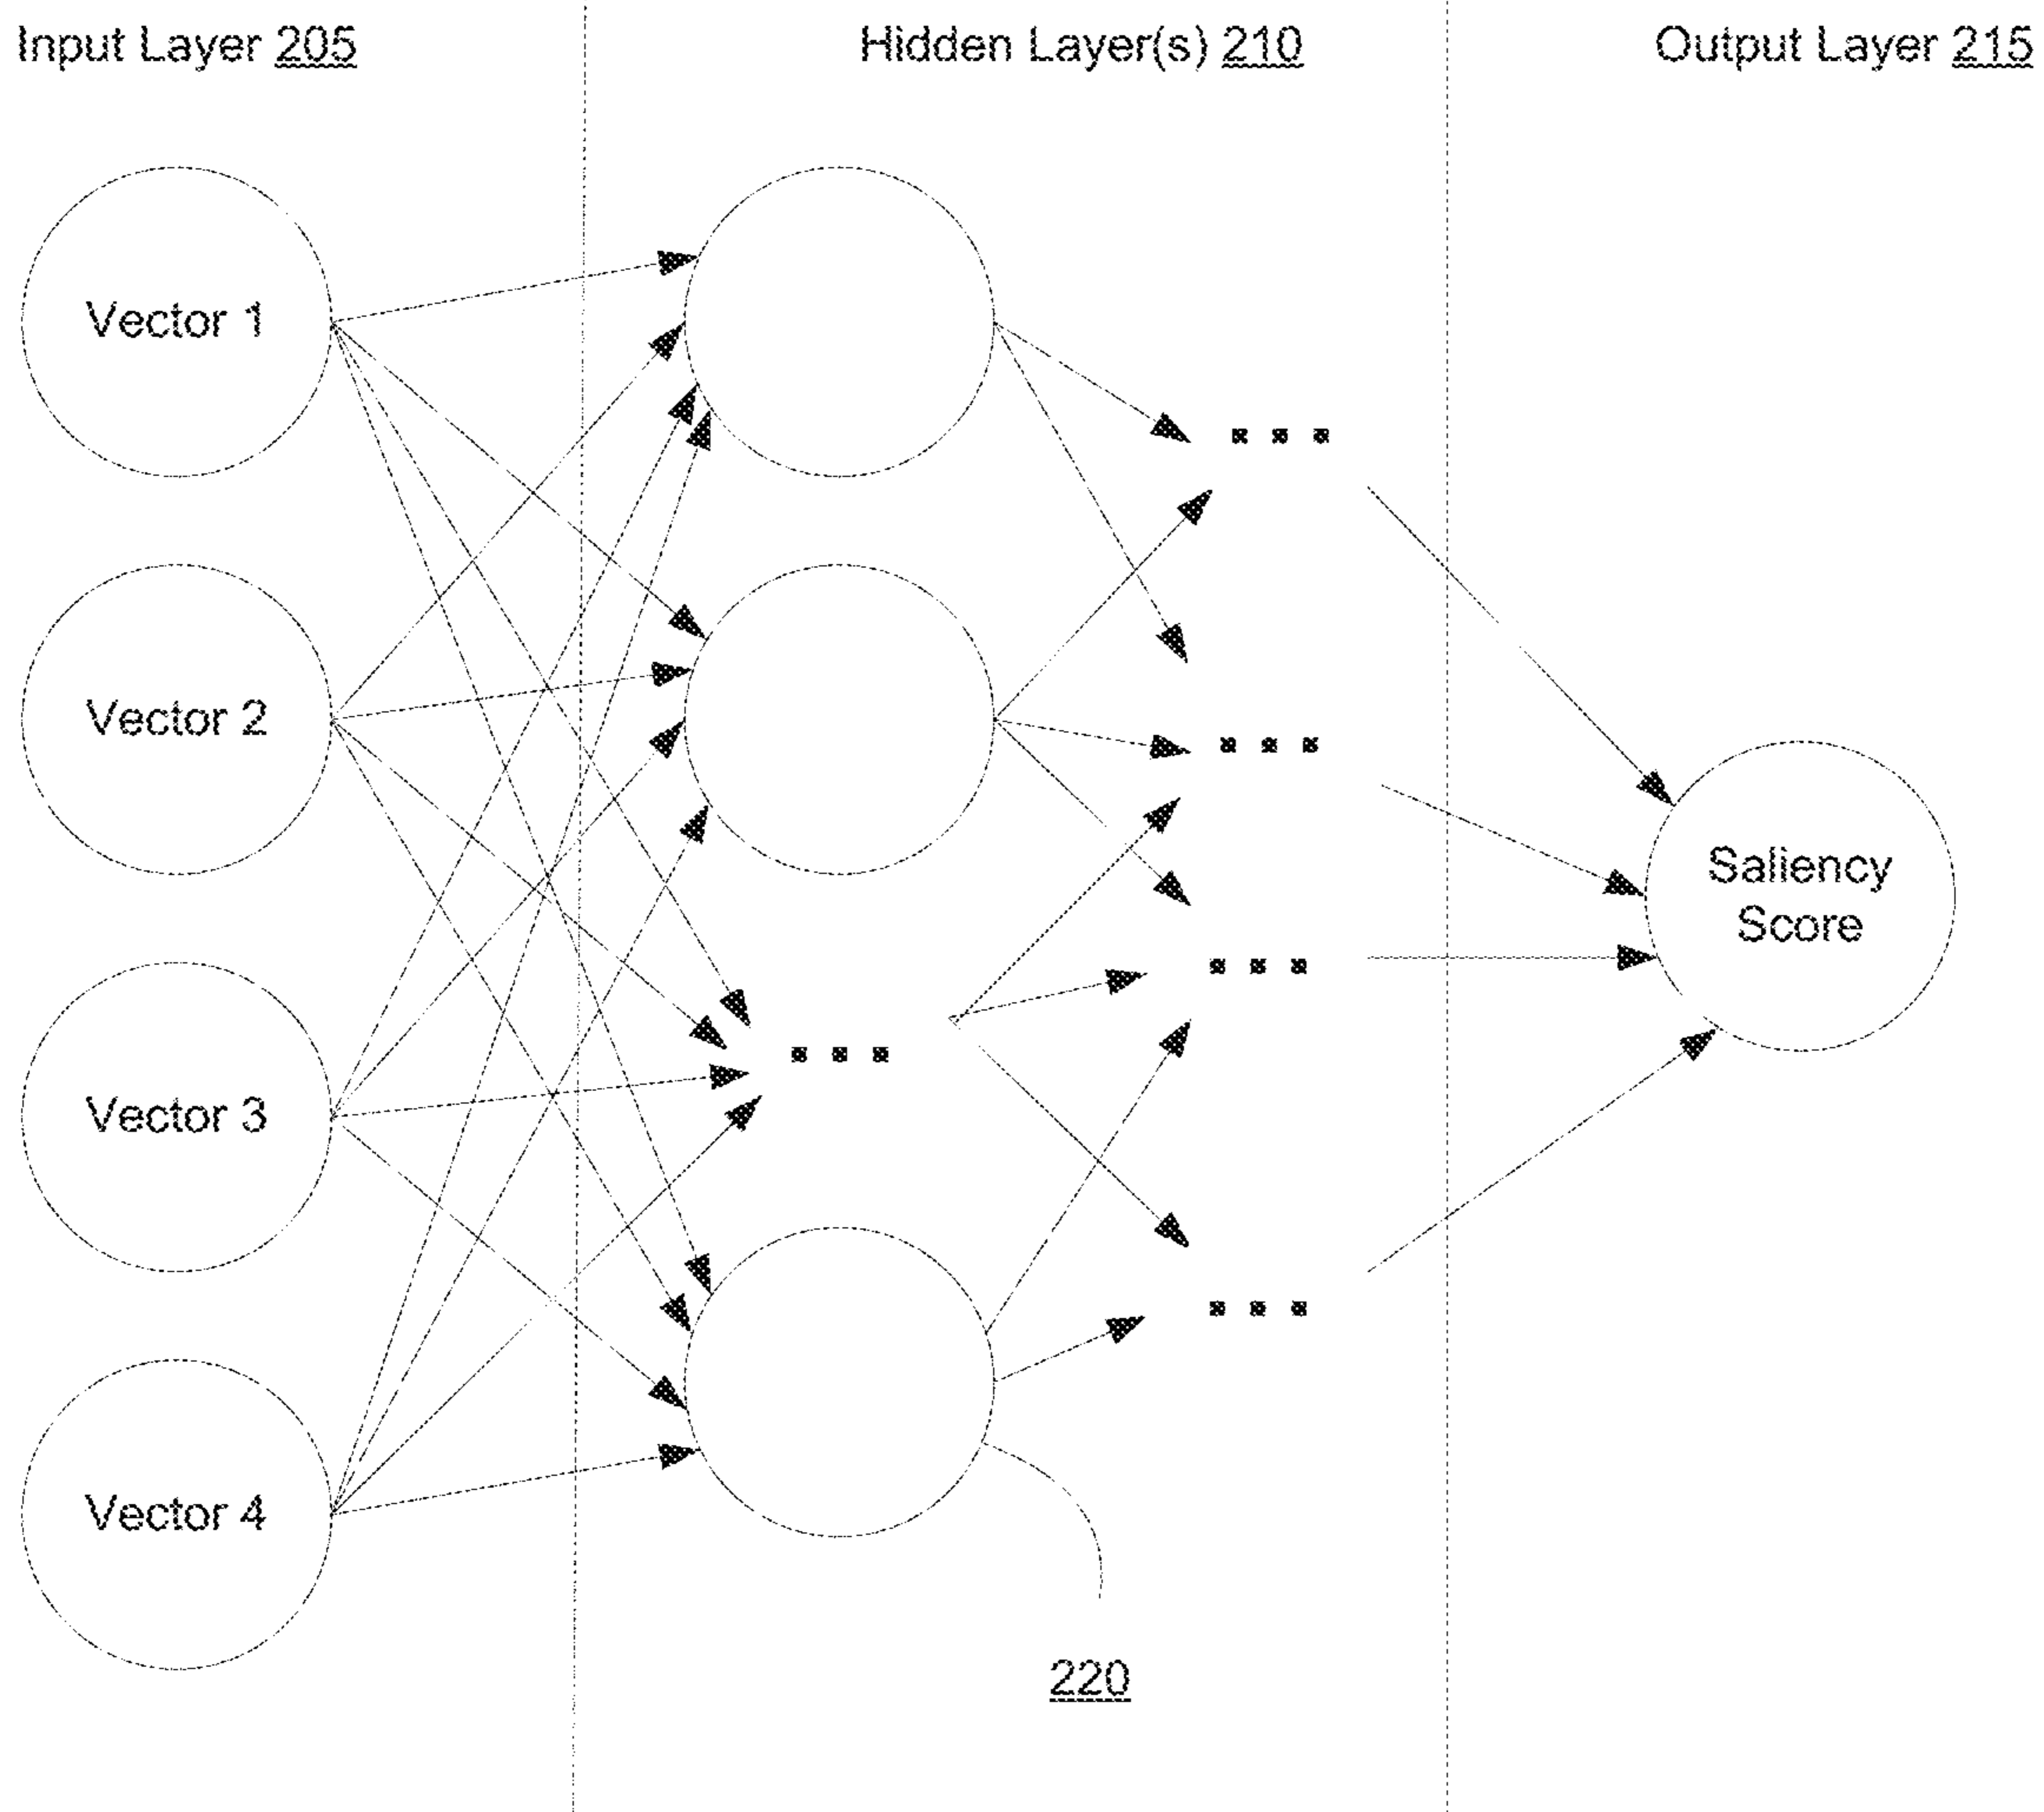 Input Layer 205
Hidden Layer(s) 210
Output Layer 215
Vector 1
Vector 2
Vector 3
Vector 4
. . .
. . .
. . .
. . .
. . .
Saliency
Score
220